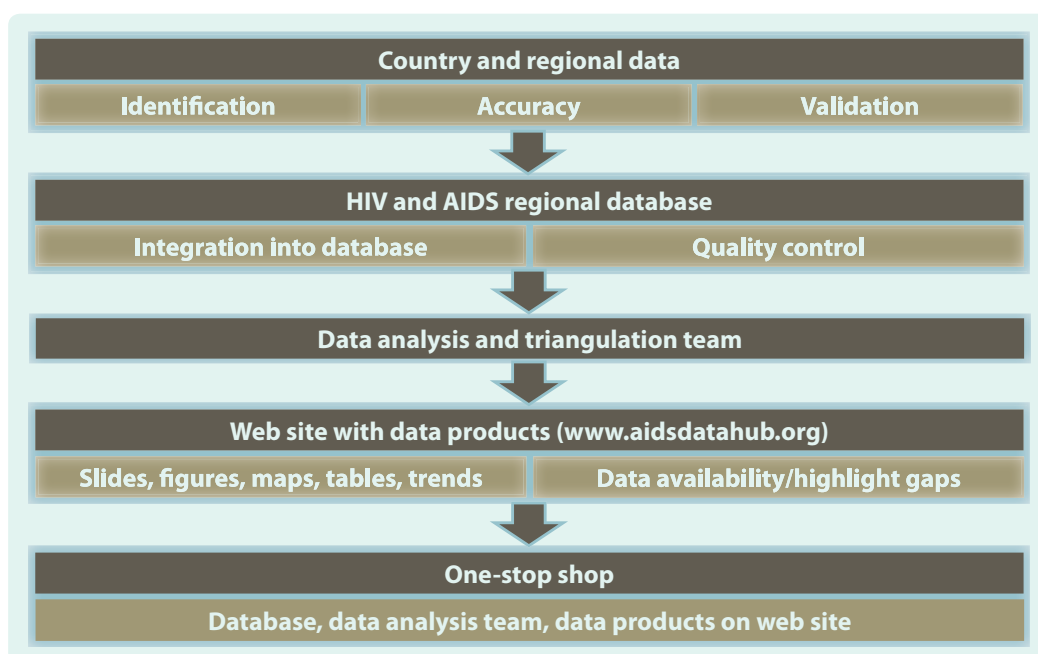 Country and regional data
Identification
Accuracy
Validation
HIV and AIDS regional database
Integration into database
Quality control
Data analysis and triangulation team
Web site with data products (www.aidsdatahub.org)
Slides, figures, maps, tables, trends
Data availability/highlight gaps
One-stop shop
Database, data analysis team, data products on web site